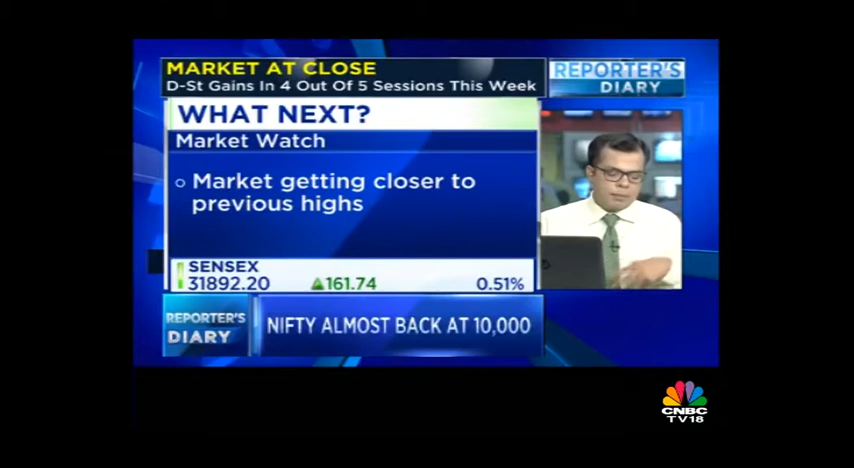 MARKET AT CLOSE
D-St Gains In 4 Out Of 5 Sessions This Week
REPORTER'S
DIARY
WHAT NEXT?
Market Watch
Market getting closer to
previous highs
SENSEX
31892.20 161.74 0.51%
REPORTER'S
DIARY
NIFTY ALMOST BACK AT 10,000
CNBC
TV18